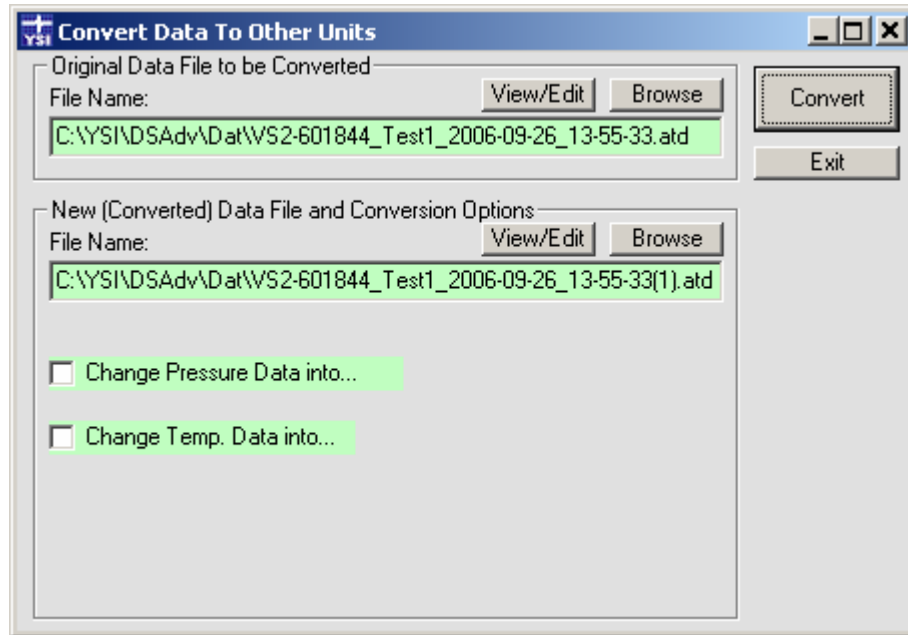 YSI Convert Data To Other Units
Original Data File to be Converted
File Name:
View/Edit
Browse
C:\YSI\DSAdv\Dat\VS2-601844_Test1_2006-09-26_13-55-33.atd
Convert
Exit
New (Converted) Data File and Conversion Options
File Name:
View/Edit
Browse
C:\YSI\DSAdv\Dat\VS2-601844_Test1_2006-09-26_13-55-33(1).atd
Change Pressure Data into...
Change Temp. Data into...